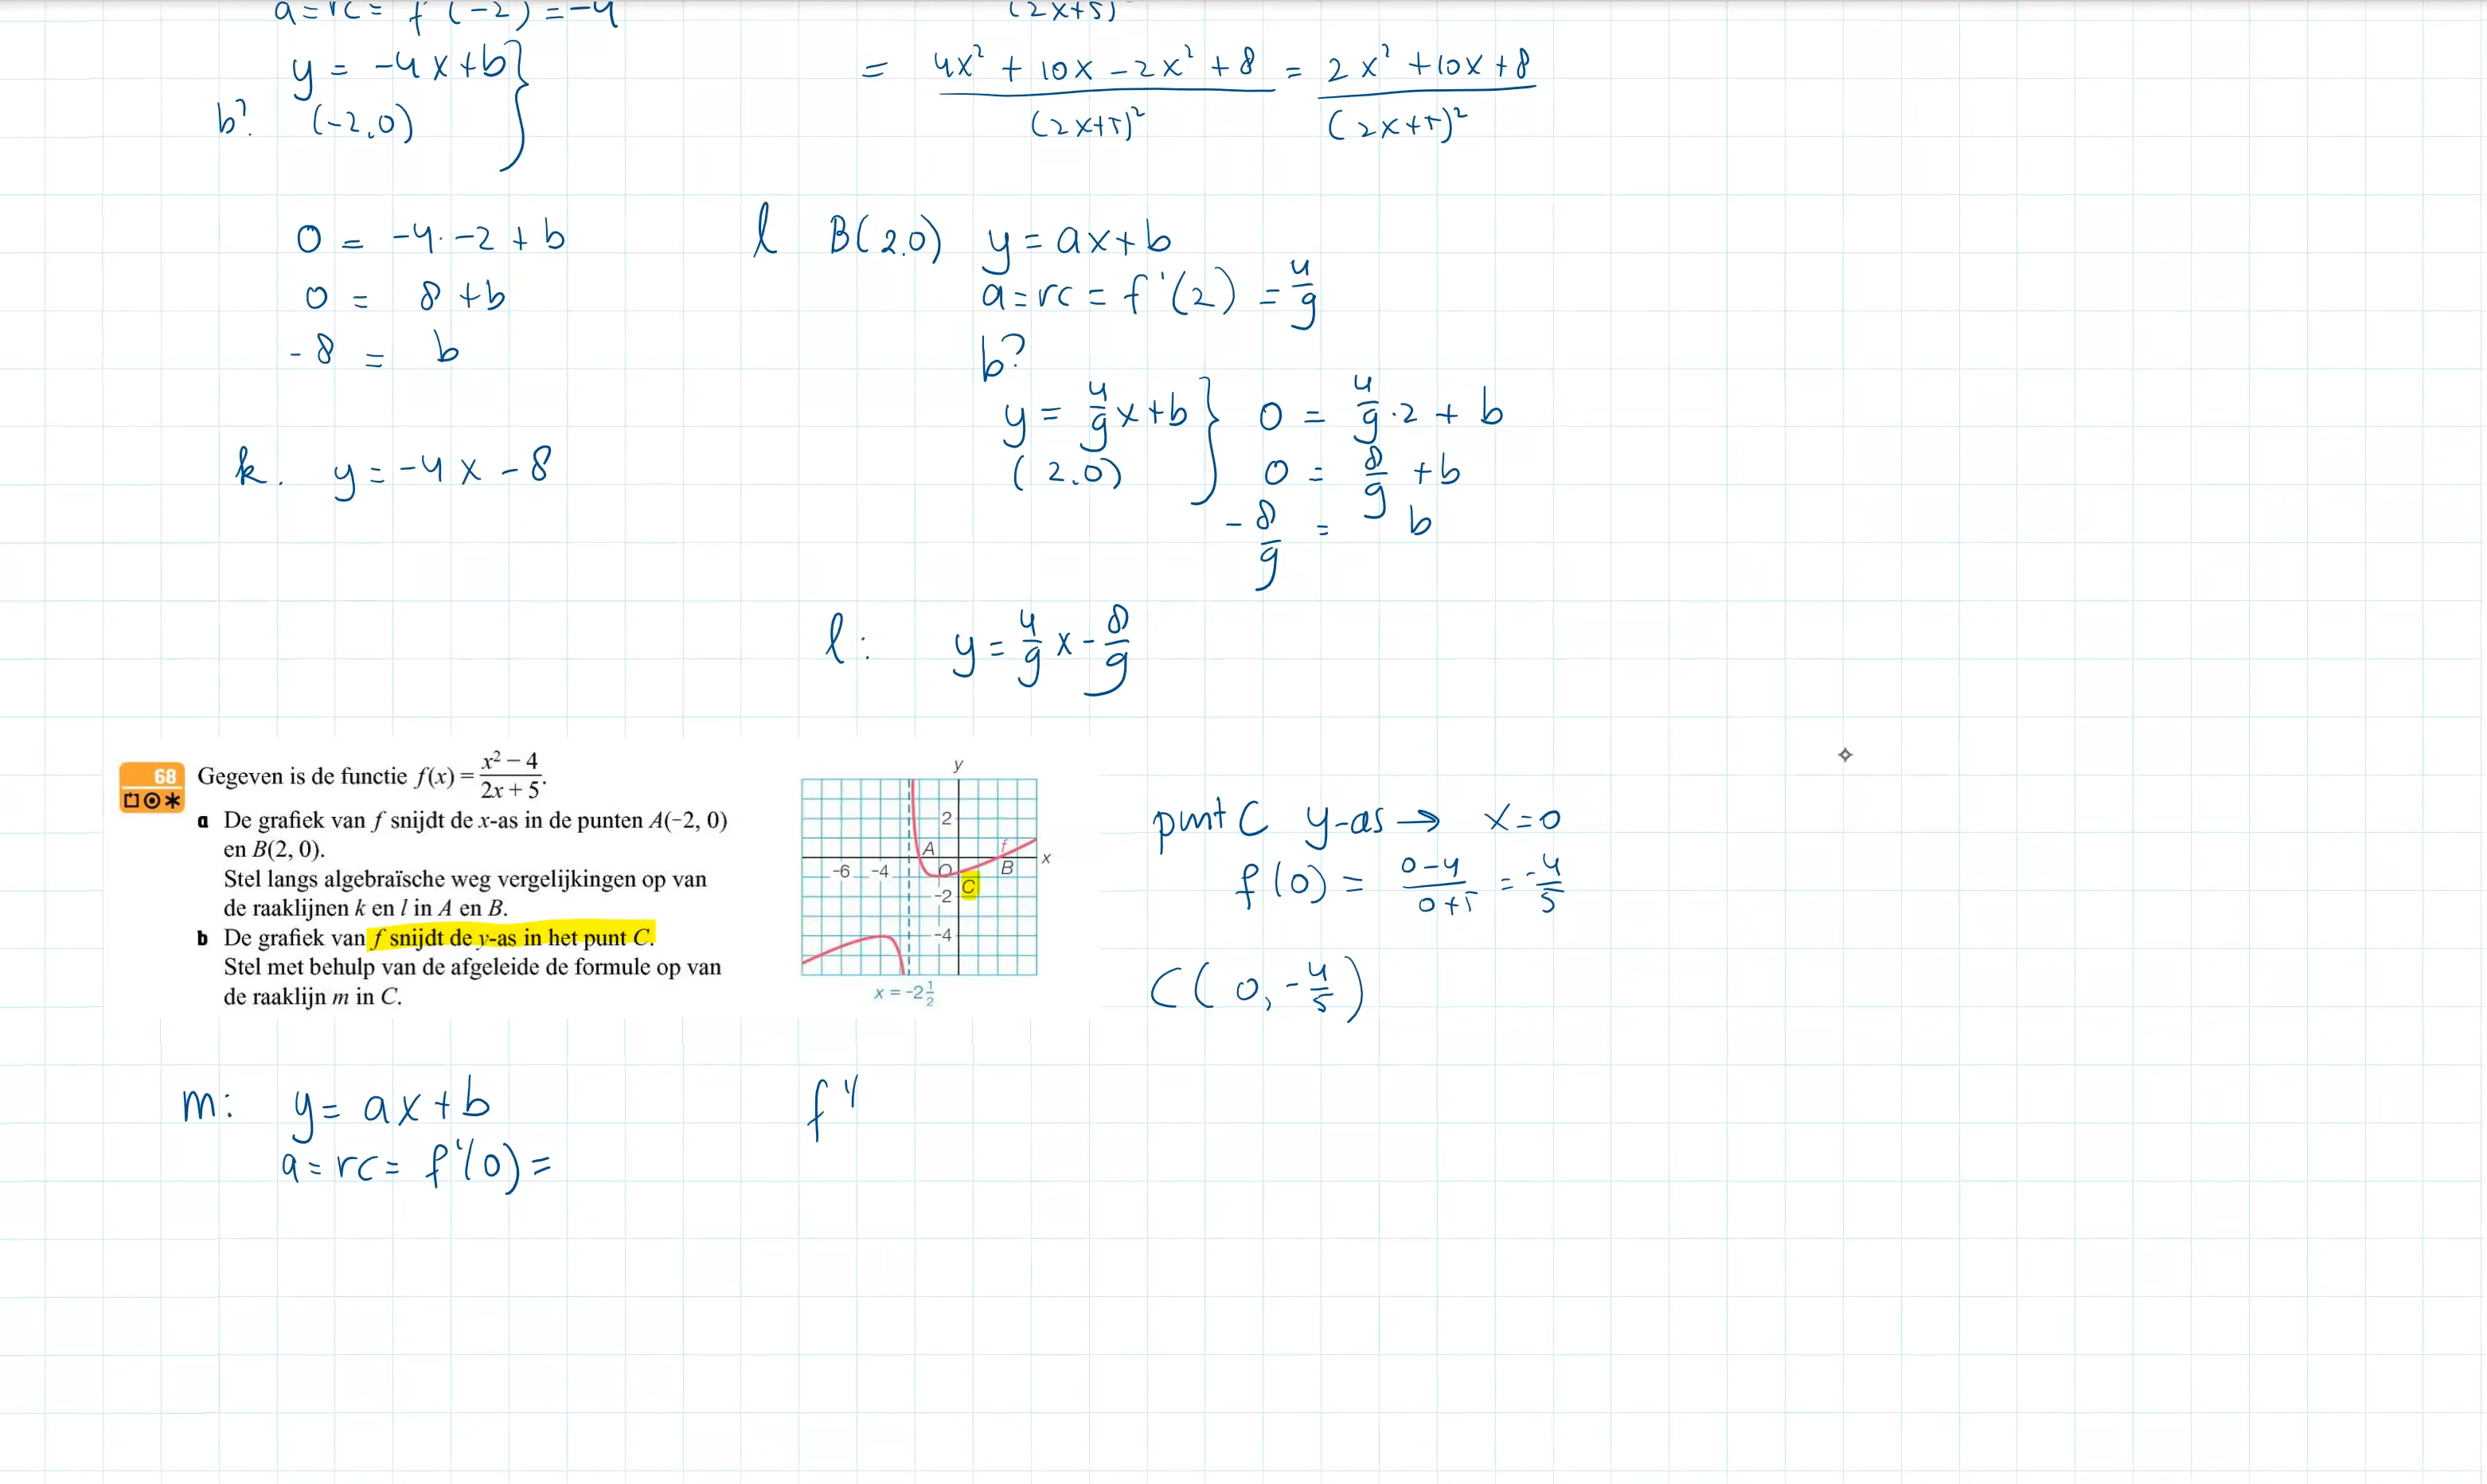 a = rc = f'(-2) = -4
y = -4x + b
b? (-2,0)
0 = -4 · -2 + b
0 = 8 + b
-8 = b
k. y = -4x - 8
(2x+5)
= (4x² + 10x - 2x² + 8)/(2x+5)² = (2x² + 10x + 8)/(2x+5)²
l B(2.0) y = ax + b
a = rc = f'(2) = 4/9
b?
y = 4/9 x + b } 0 = 4/9 · 2 + b
(2.0) 0 = 8/9 + b
-8/9 = b
l: y = 4/9 x - 8/9
68 Gegeven is de functie f(x) = (x² − 4)/(2x + 5).
a De grafiek van f snijdt de x-as in de punten A(−2, 0)
en B(2, 0).
Stel langs algebraïsche weg vergelijkingen op van
de raaklijnen k en l in A en B.
b De grafiek van f snijdt de y-as in het punt C.
Stel met behulp van de afgeleide de formule op van
de raaklijn m in C.
y
2
A f
-6 -4 O B x
-2 C
-4
x = -2 1/2
punt C y-as → x = 0
f(0) = (0-4)/(0+5) = -4/5
C(0, -4/5)
m: y = ax + b
a = rc = f'(0) =
f'(